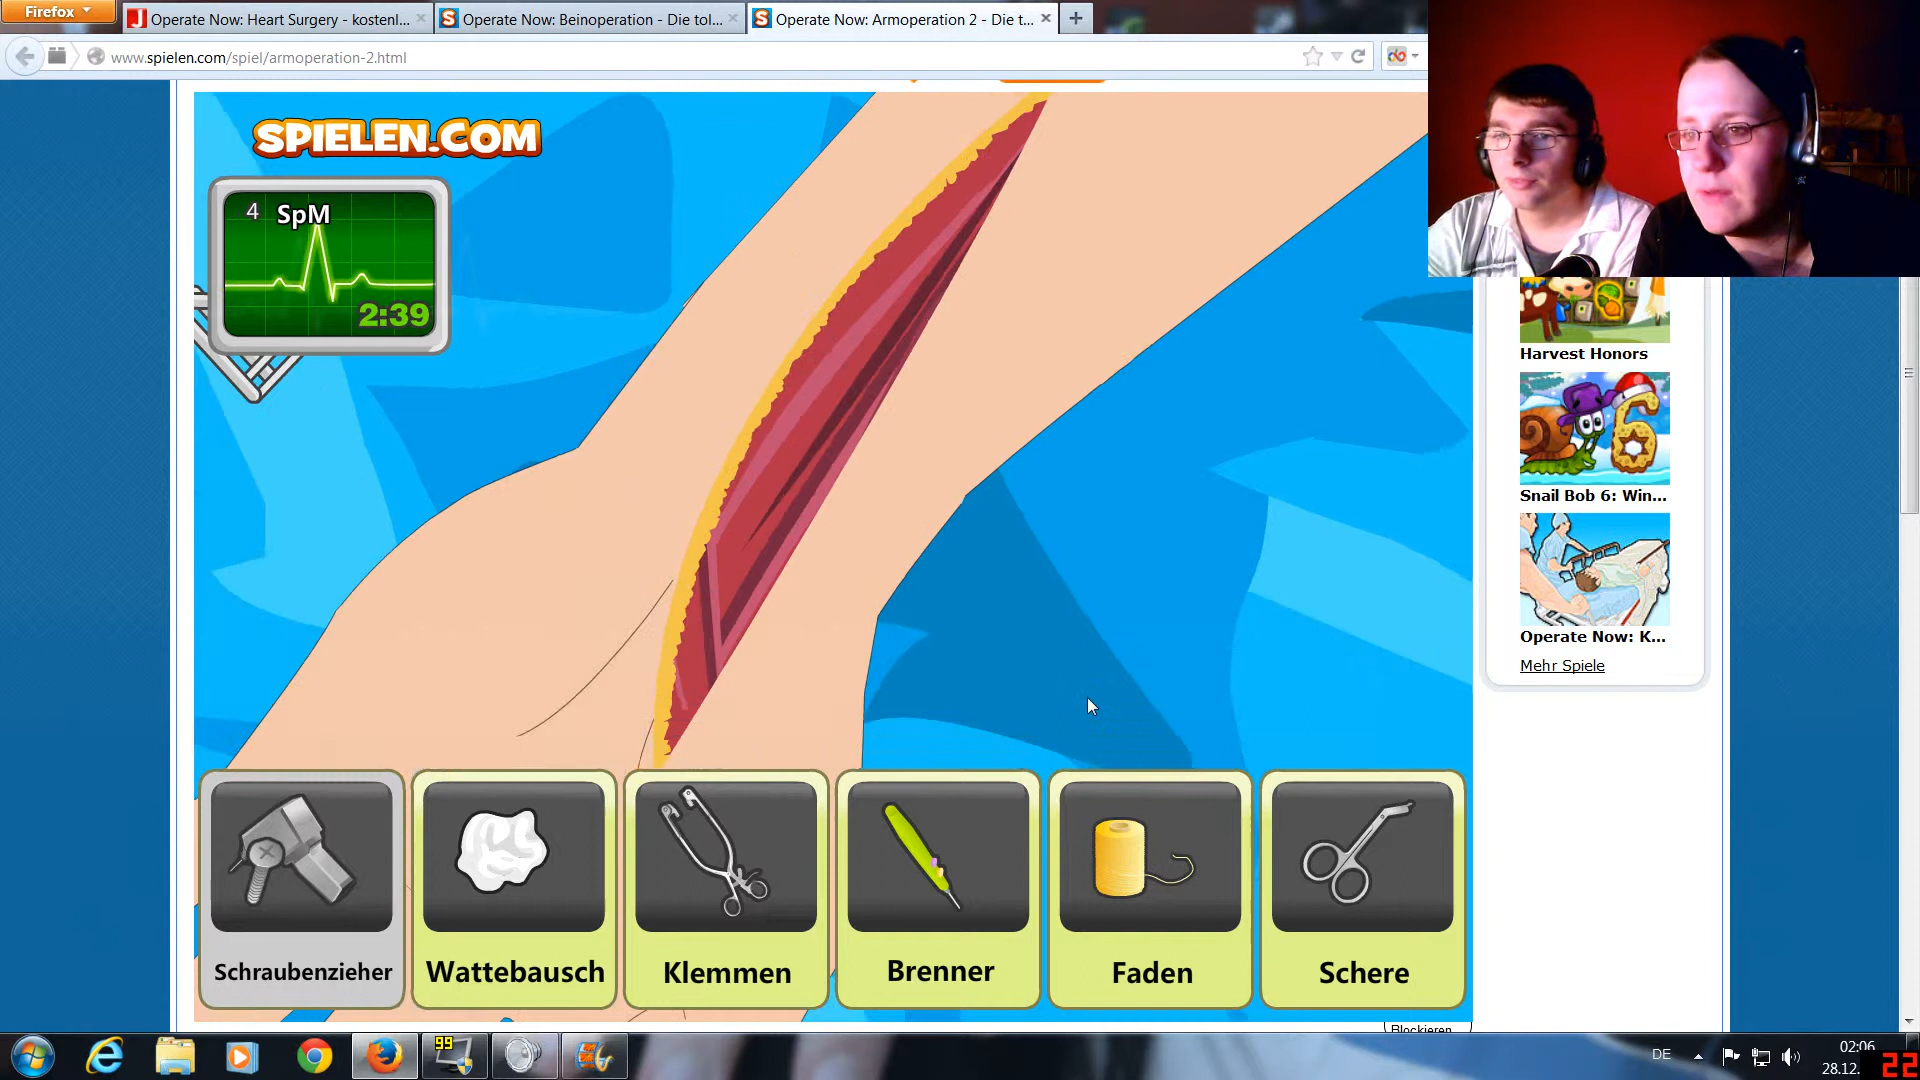 Firefox
Operate Now: Heart Surgery - kostenl...
Operate Now: Beinoperation - Die tol...
Operate Now: Armoperation 2 - Die t...
www.spielen.com/spiel/armoperation-2.html
SPIELEN.COM
4 SpM
2:39
Harvest Honors
Snail Bob 6: Win...
Operate Now: K...
Mehr Spiele
Schraubenzieher
Wattebausch
Klemmen
Brenner
Faden
Schere
Blockieren
99
DE
02:06
28.12.
22